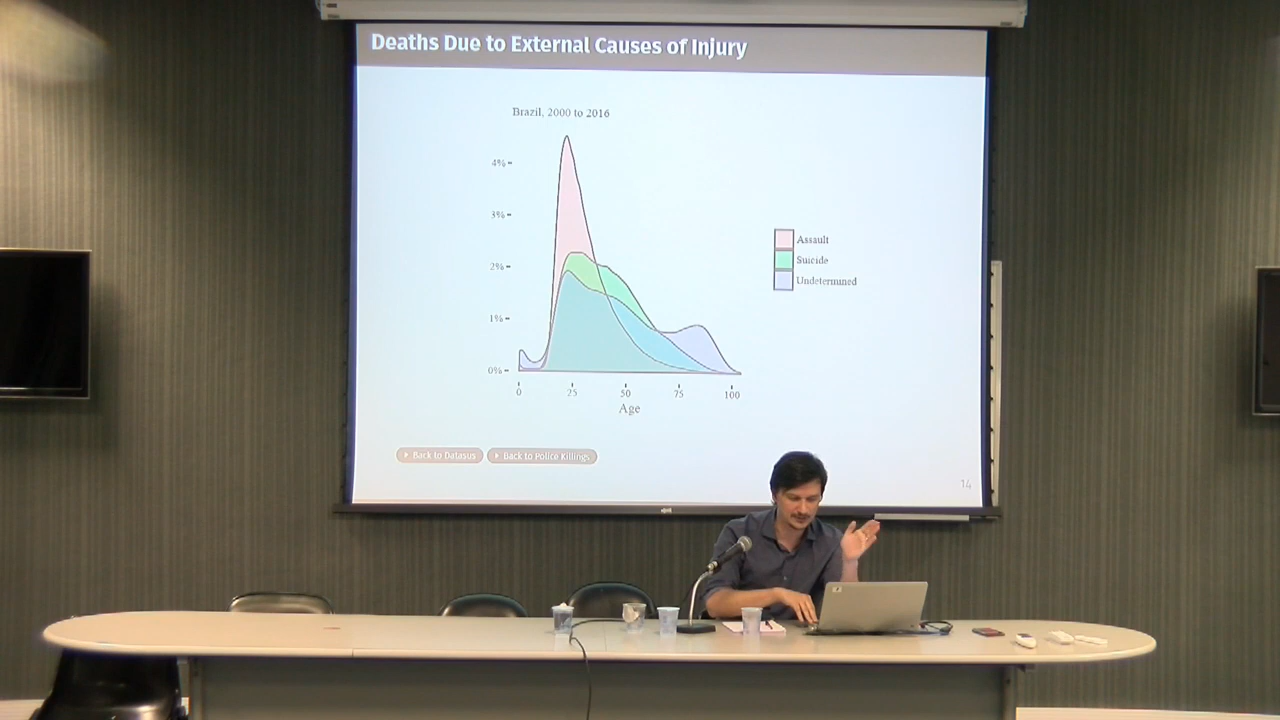 Deaths Due to External Causes of Injury
Brazil, 2000 to 2016
4%
3%
2%
1%
0%
0 25 50 75 100
Age
Assault
Suicide
Undetermined
Back to Datasus
Back to Police Killings
14